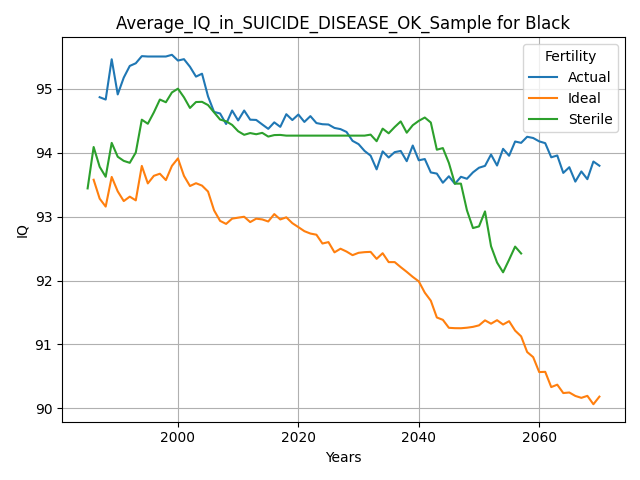 Average_IQ_in_SUICIDE_DISEASE_OK_Sample for Black
Fertility
Actual
Ideal
Sterile
IQ
95
94
93
92
91
90
2000
2020
2040
2060
Years